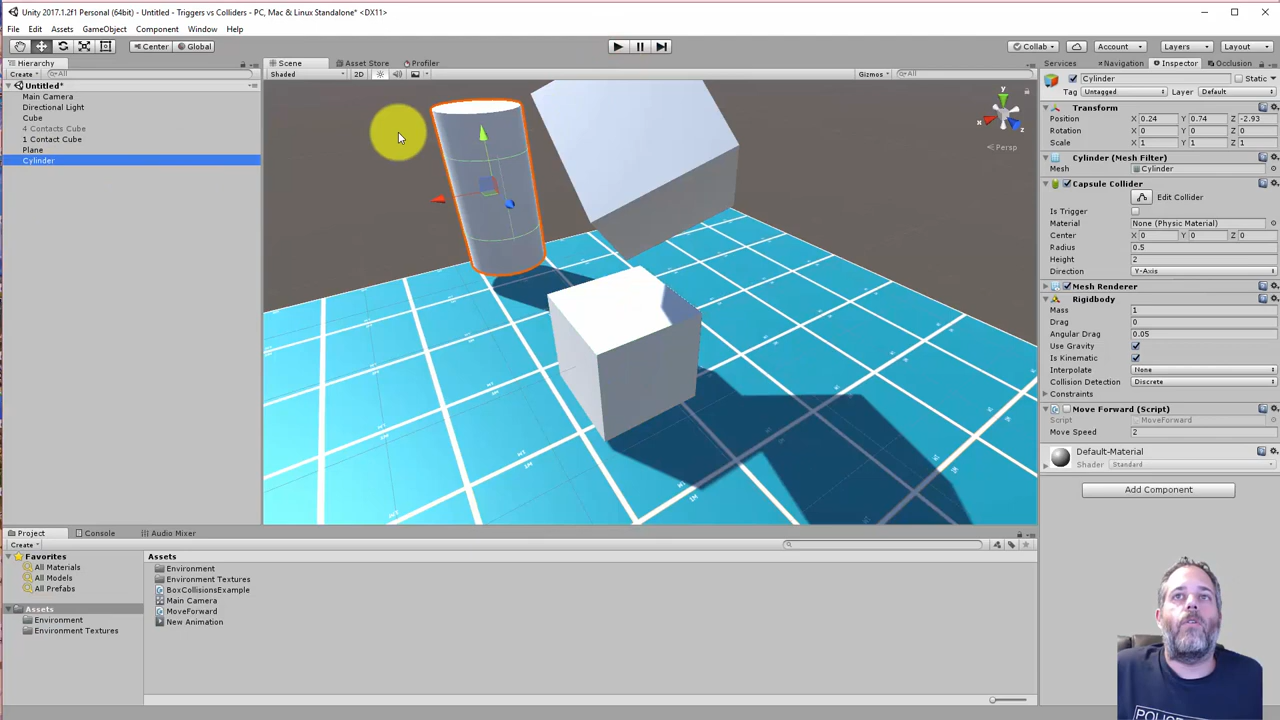 Unity 2017.1.2f1 Personal (64bit) - Untitled - Triggers vs Colliders - PC, Mac & Linux Standalone* <DX11>
File Edit Assets GameObject Component Window Help
Center Global Collab Account Layers Layout
Hierarchy Scene Asset Store Profiler Services Navigation Inspector Occlusion
Create All Shaded 2D Gizmos All Cylinder Static
Untitled* Tag Untagged Layer Default
Main Camera
Directional Light Transform
Cube Position X 0.24 Y 0.74 Z -2.93
4 Contacts Cube Rotation X 0 Y 0 Z 0
1 Contact Cube Scale X 1 Y 1 Z 1
Plane y x z Persp
Cylinder Cylinder (Mesh Filter)
Mesh Cylinder
Capsule Collider
Edit Collider
Is Trigger
Material None (Physic Material)
Center X 0 Y 0 Z 0
Radius 0.5
Height 2
Direction Y-Axis
Mesh Renderer
Rigidbody
Mass 1
Drag 0
Angular Drag 0.05
Use Gravity
Is Kinematic
Interpolate None
Collision Detection Discrete
Constraints
Move Forward (Script)
Script MoveForward
Move Speed 2
Default-Material
Shader Standard
Add Component
Project Console Audio Mixer
Create
Favorites
All Materials
All Models
All Prefabs
Assets
Environment
Environment Textures
Assets
Environment
Environment Textures
BoxCollisionsExample
Main Camera
MoveForward
New Animation
POLICE